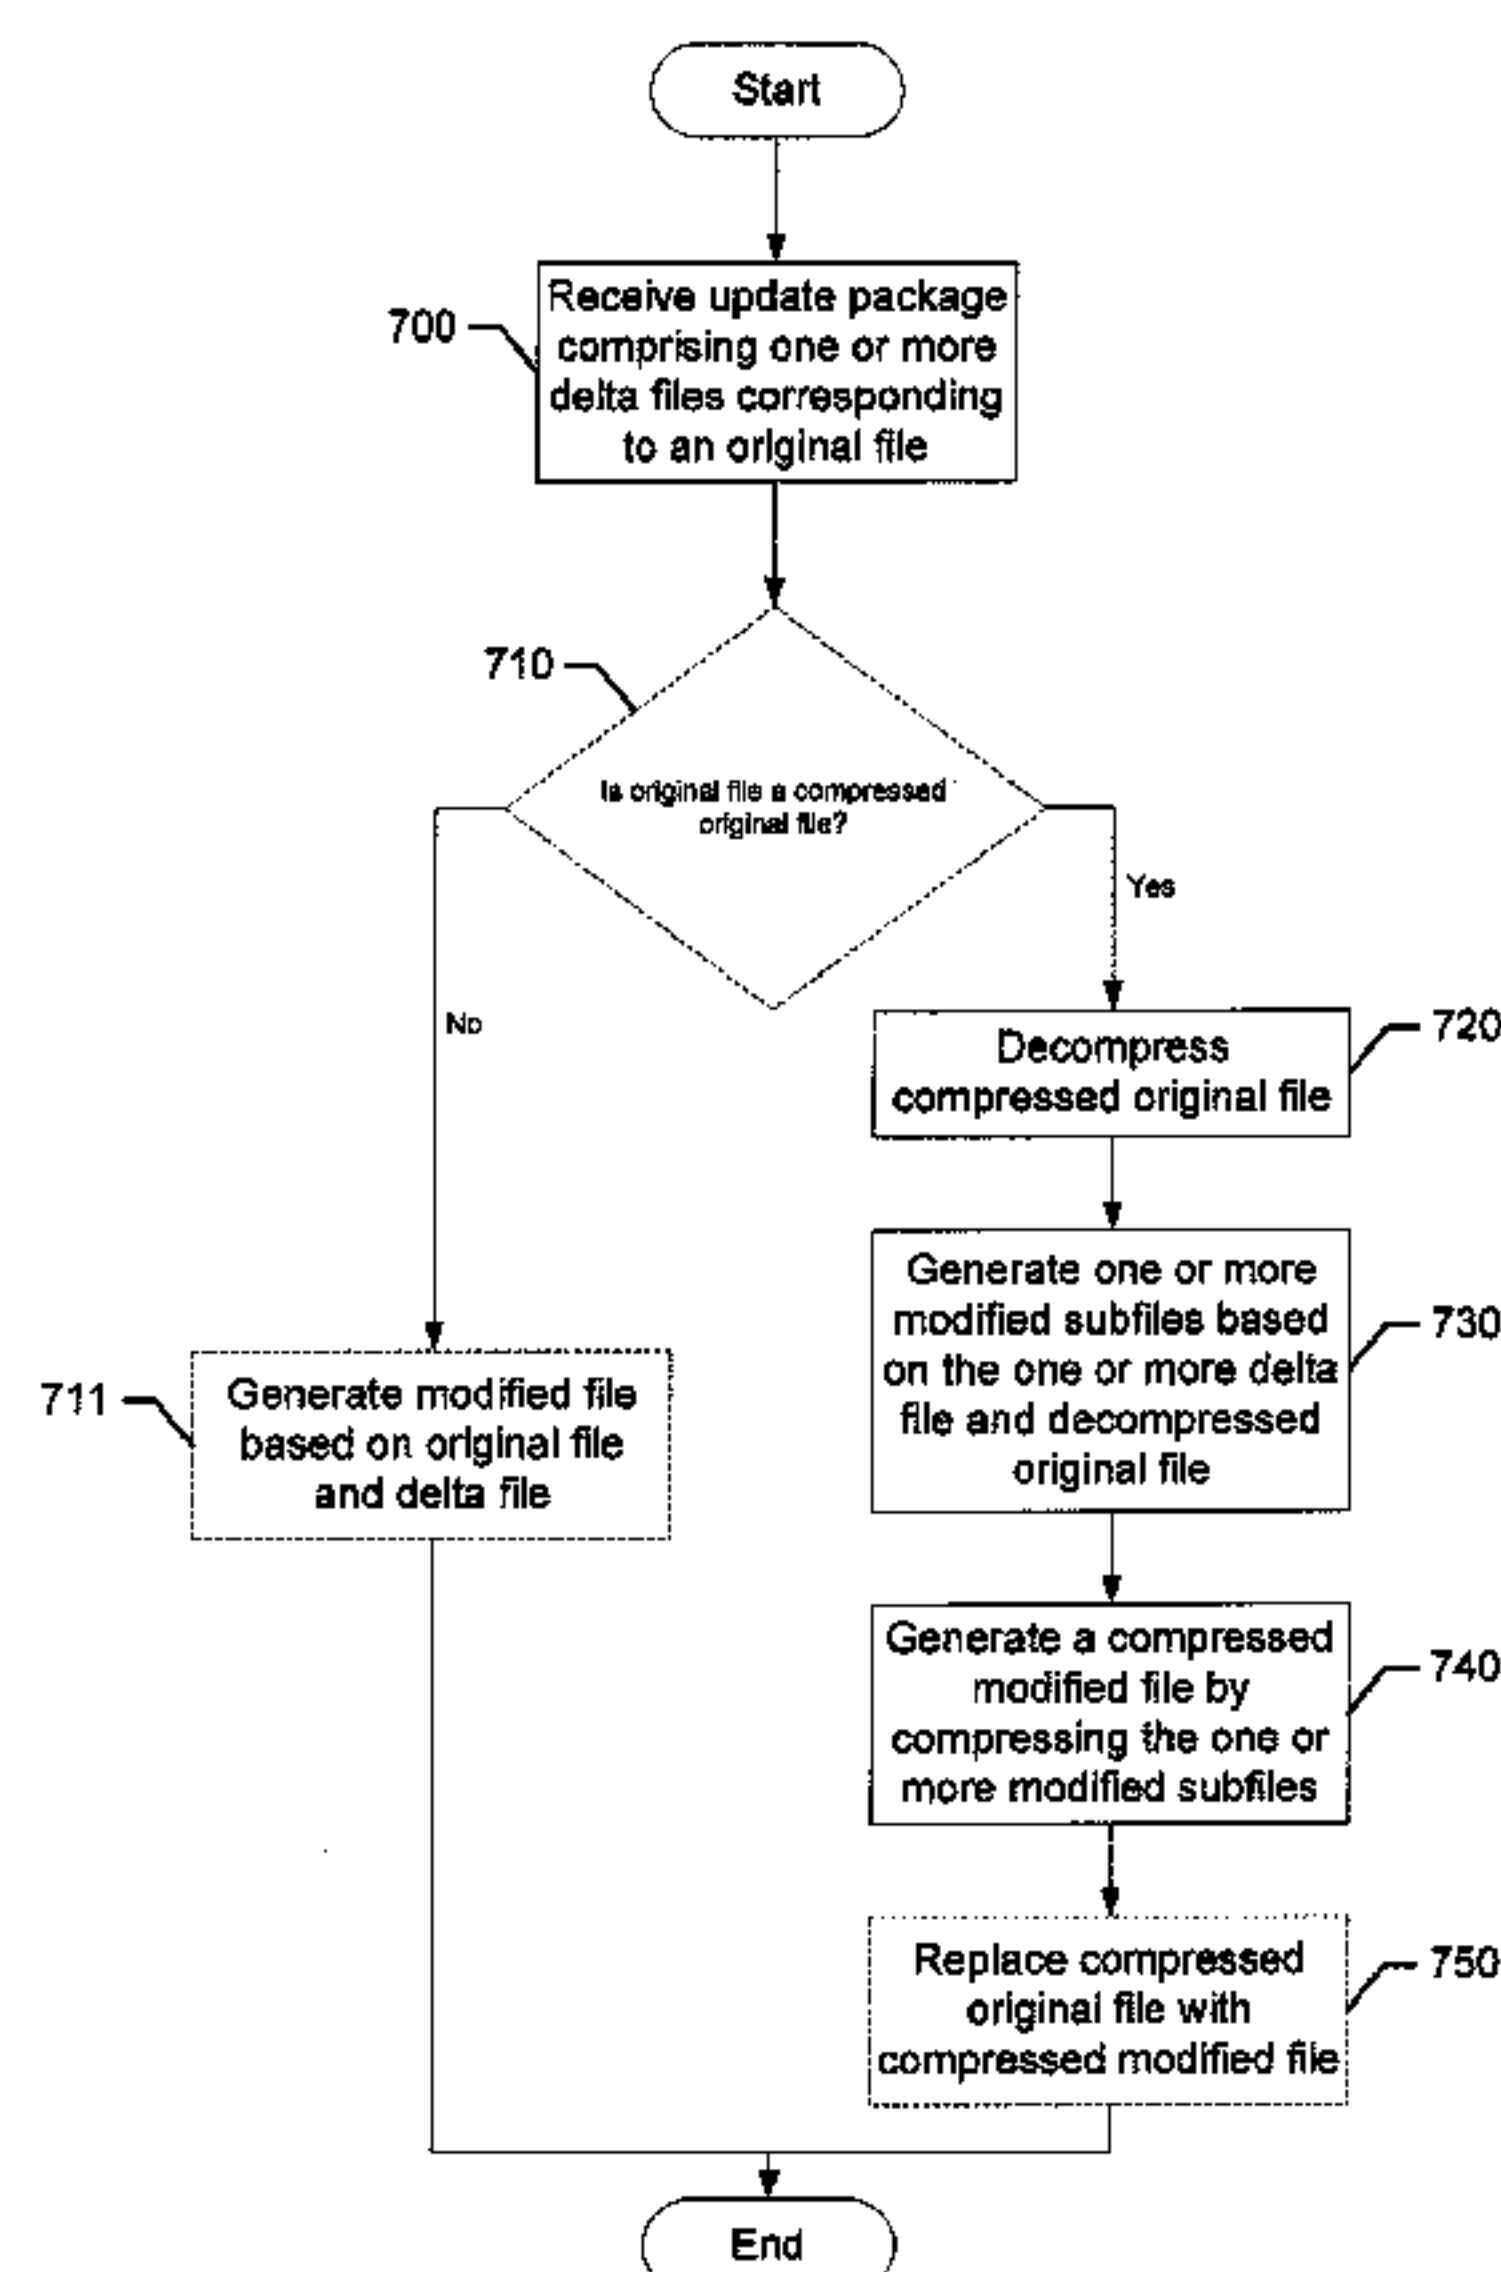 Start
700
Receive update package
comprising one or more
delta files corresponding
to an original file
710
Is original file a compressed
original file?
Yes
No
720
Decompress
compressed original file
730
Generate one or more
modified subfiles based
on the one or more delta
file and decompressed
original file
711
Generate modified file
based on original file
and delta file
740
Generate a compressed
modified file by
compressing the one or
more modified subfiles
750
Replace compressed
original file with
compressed modified file
End